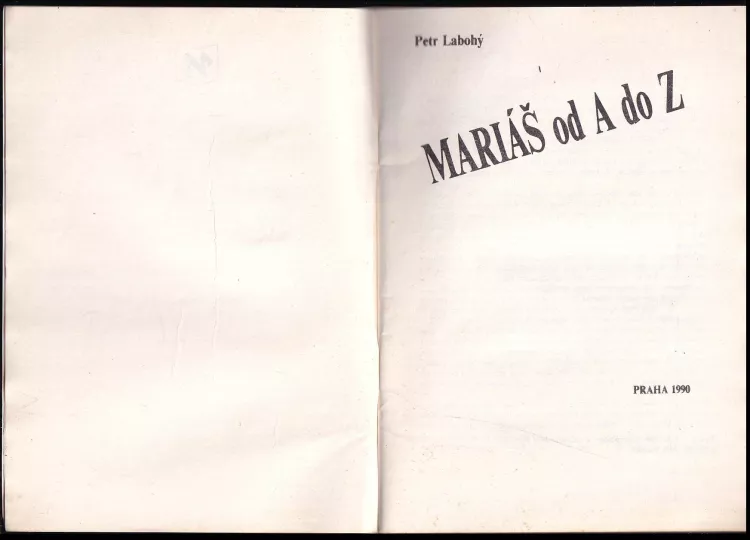 Petr Labohý
MARIÁŠ od A do Z
PRAHA 1990